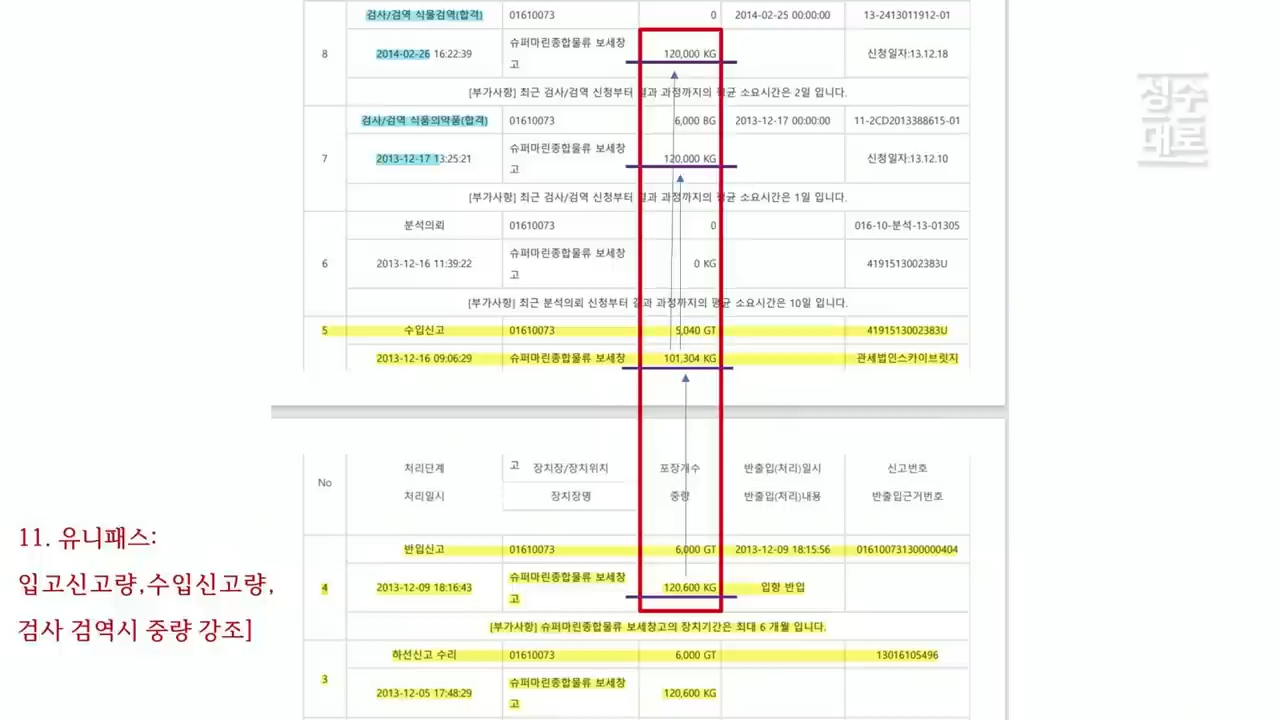 검사/검역 식물검역(합격) 01610073 0 2014-02-25 00:00:00 13-2413011912-01
8 2014-02-26 16:22:39 슈퍼마린종합물류 보세창고 120,000 KG 신청일자:13.12.18
[부가사항] 최근 검사/검역 신청부터 결과 과정까지의 평균 소요시간은 2일 입니다.
검사/검역 식품의약품(합격) 01610073 6,000 BG 2013-12-17 00:00:00 11-2CD2013388615-01
7 2013-12-17 13:25:21 슈퍼마린종합물류 보세창고 120,000 KG 신청일자:13.12.10
[부가사항] 최근 검사/검역 신청부터 결과 과정까지의 평균 소요시간은 1일 입니다.
분석의뢰 01610073 0 016-10-분석-13-01305
6 2013-12-16 11:39:22 슈퍼마린종합물류 보세창고 0 KG 4191513002383U
[부가사항] 최근 분석의뢰 신청부터 결과 과정까지의 평균 소요시간은 10일 입니다.
5 수입신고 01610073 5,040 GT 4191513002383U
2013-12-16 09:06:29 슈퍼마린종합물류 보세창 101,304 KG 관세법인스카이브릿지
No 처리단계 고 장치장/장치위치 포장개수 반출입(처리)일시 신고번호
처리일시 장치장명 중량 반출입(처리)내용 반출입근거번호
반입신고 01610073 6,000 GT 2013-12-09 18:15:56 016100731300000404
4 2013-12-09 18:16:43 슈퍼마린종합물류 보세창고 120,600 KG 입항 반입
[부가사항] 슈퍼마린종합물류 보세창고의 장치기간은 최대 6 개월 입니다.
하선신고 수리 01610073 6,000 GT 13016105496
3 2013-12-05 17:48:29 슈퍼마린종합물류 보세창고 120,600 KG
11. 유니패스:
입고신고량,수입신고량,
검사 검역시 중량 강조]
성수
대로